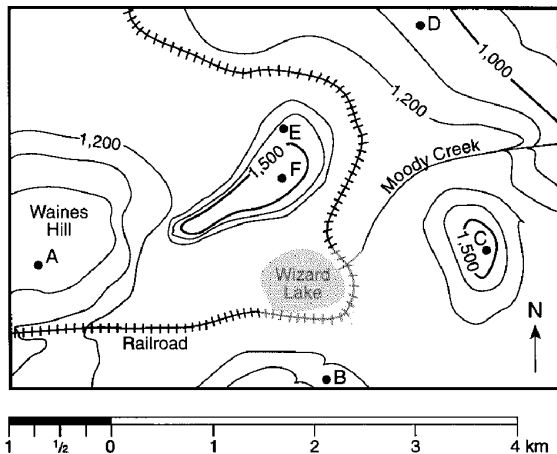 D
1,000
1,200
E
1,200
1,500
F
Moody Creek
Waines
Hill
A
C
1,500
Wizard
Lake
N
Railroad
B
1 1/2 0 1 2 3 4 km